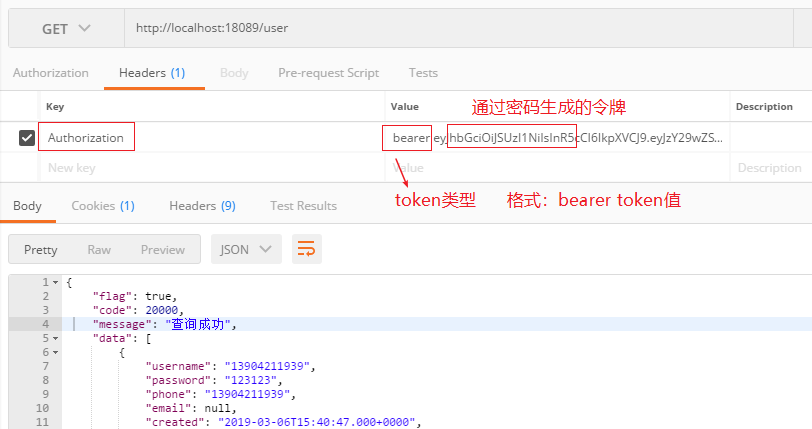 GET http://localhost:18089/user
Authorization Headers (1) Body Pre-request Script Tests
Key Value Description
通过密码生成的令牌
Authorization bearer eyJhbGciOiJSUzI1NiIsInR5cCI6IkpXVCJ9.eyJzY29wZS...
New key Value Description
token类型 格式：bearer token值
Body Cookies (1) Headers (9) Test Results
Pretty Raw Preview JSON
1 {
2 "flag": true,
3 "code": 20000,
4 "message": "查询成功",
5 "data": [
6 {
7 "username": "13904211939",
8 "password": "123123",
9 "phone": "13904211939",
10 "email": null,
11 "created": "2019-03-06T15:40:47.000+0000",